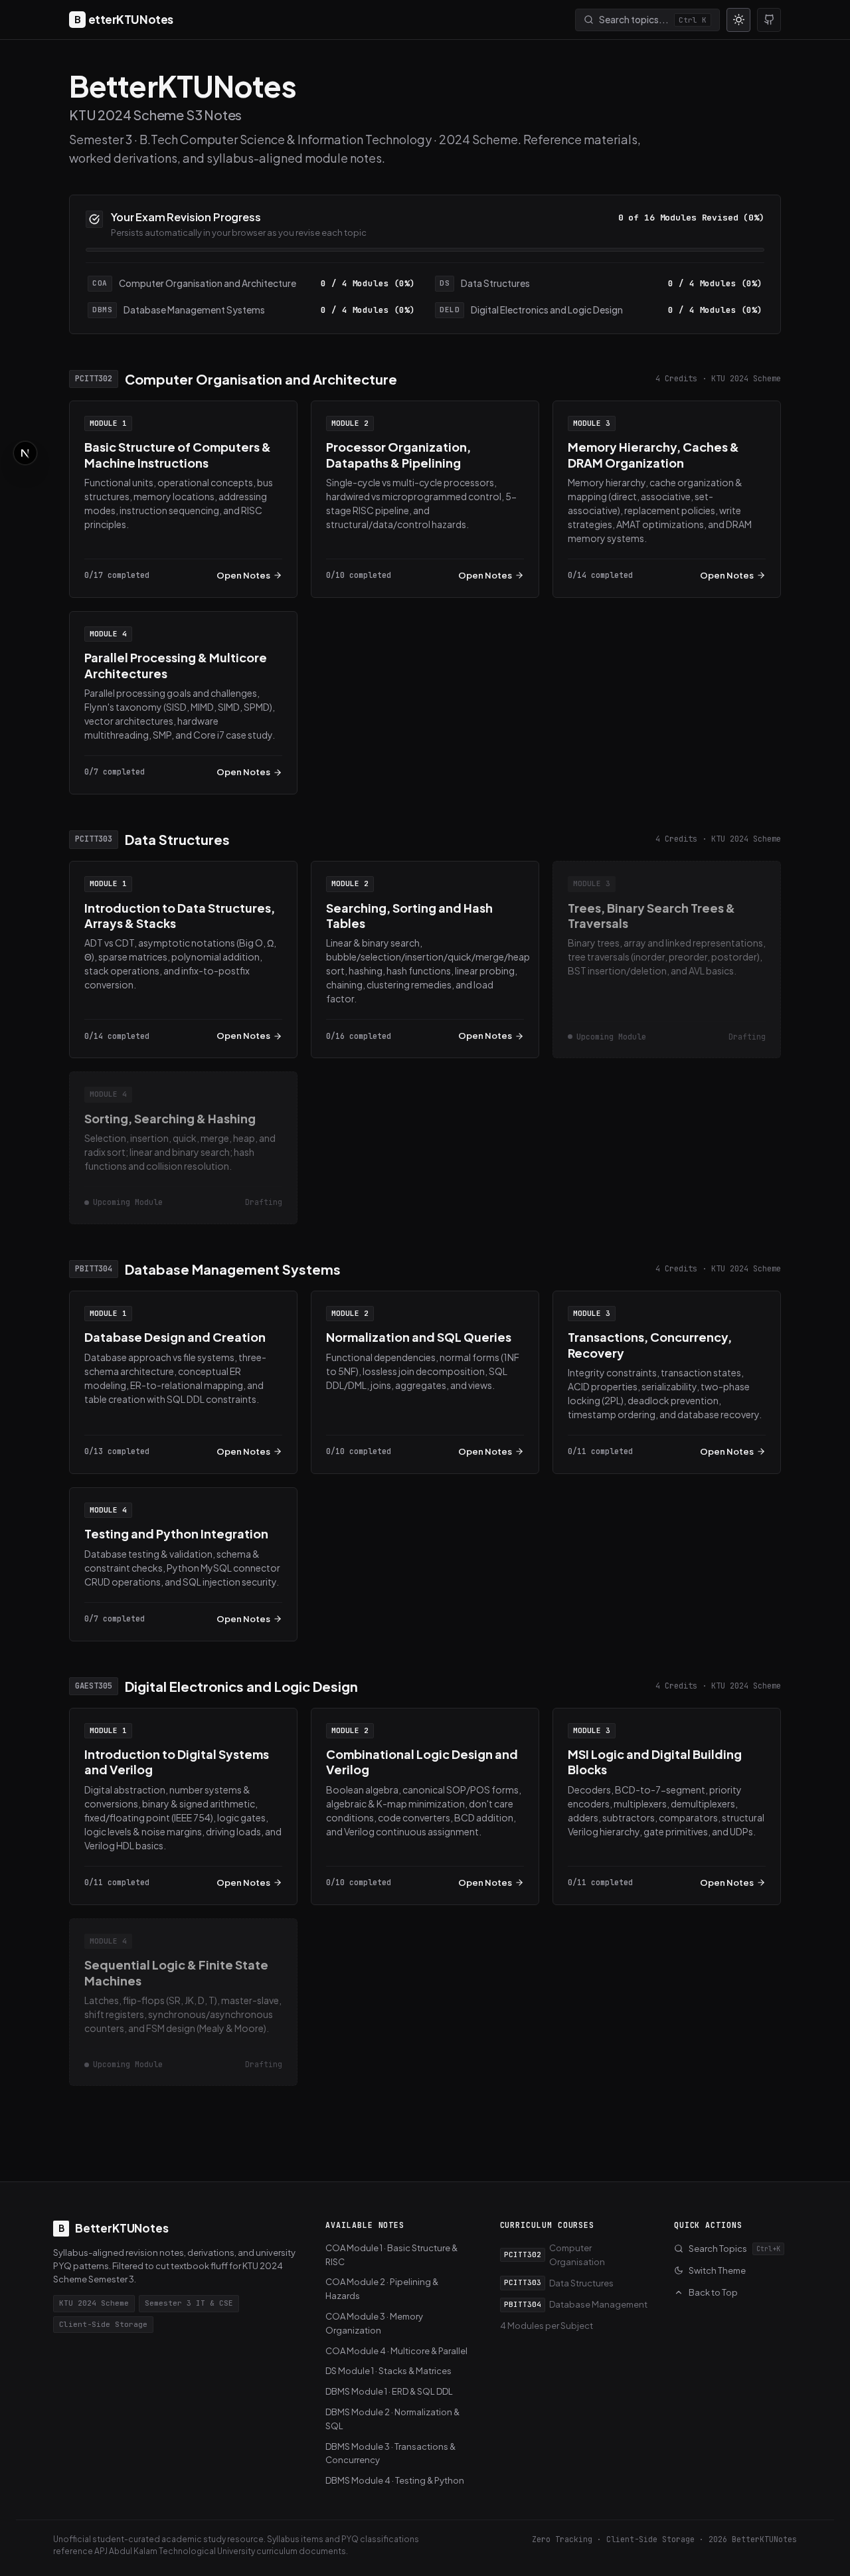 B etterKTUNotes
Search topics... Ctrl K
BetterKTUNotes
KTU 2024 Scheme S3 Notes
Semester 3 · B.Tech Computer Science & Information Technology · 2024 Scheme. Reference materials,
worked derivations, and syllabus-aligned module notes.
Your Exam Revision Progress
0 of 16 Modules Revised (0%)
Persists automatically in your browser as you revise each topic
COA Computer Organisation and Architecture 0 / 4 Modules (0%)
DS Data Structures 0 / 4 Modules (0%)
DBMS Database Management Systems 0 / 4 Modules (0%)
DELD Digital Electronics and Logic Design 0 / 4 Modules (0%)
PCITT302 Computer Organisation and Architecture
4 Credits · KTU 2024 Scheme
N
MODULE 1
Basic Structure of Computers &
Machine Instructions
Functional units, operational concepts, bus
structures, memory locations, addressing
modes, instruction sequencing, and RISC
principles.
0/17 completed
Open Notes →
MODULE 2
Processor Organization,
Datapaths & Pipelining
Single-cycle vs multi-cycle processors,
hardwired vs microprogrammed control, 5-
stage RISC pipeline, and
structural/data/control hazards.
0/10 completed
Open Notes →
MODULE 3
Memory Hierarchy, Caches &
DRAM Organization
Memory hierarchy, cache organization &
mapping (direct, associative, set-
associative), replacement policies, write
strategies, AMAT optimizations, and DRAM
memory systems.
0/14 completed
Open Notes →
MODULE 4
Parallel Processing & Multicore
Architectures
Parallel processing goals and challenges,
Flynn's taxonomy (SISD, MIMD, SIMD, SPMD),
vector architectures, hardware
multithreading, SMP, and Core i7 case study.
0/7 completed
Open Notes →
PCITT303 Data Structures
4 Credits · KTU 2024 Scheme
MODULE 1
Introduction to Data Structures,
Arrays & Stacks
ADT vs CDT, asymptotic notations (Big O, Ω,
Θ), sparse matrices, polynomial addition,
stack operations, and infix-to-postfix
conversion.
0/14 completed
Open Notes →
MODULE 2
Searching, Sorting and Hash
Tables
Linear & binary search,
bubble/selection/insertion/quick/merge/heap
sort, hashing, hash functions, linear probing,
chaining, clustering remedies, and load
factor.
0/16 completed
Open Notes →
MODULE 3
Trees, Binary Search Trees &
Traversals
Binary trees, array and linked representations,
tree traversals (inorder, preorder, postorder),
BST insertion/deletion, and AVL basics.
Upcoming Module
Drafting
MODULE 4
Sorting, Searching & Hashing
Selection, insertion, quick, merge, heap, and
radix sort; linear and binary search; hash
functions and collision resolution.
Upcoming Module
Drafting
PBITT304 Database Management Systems
4 Credits · KTU 2024 Scheme
MODULE 1
Database Design and Creation
Database approach vs file systems, three-
schema architecture, conceptual ER
modeling, ER-to-relational mapping, and
table creation with SQL DDL constraints.
0/13 completed
Open Notes →
MODULE 2
Normalization and SQL Queries
Functional dependencies, normal forms (1NF
to 5NF), lossless join decomposition, SQL
DDL/DML, joins, aggregates, and views.
0/10 completed
Open Notes →
MODULE 3
Transactions, Concurrency,
Recovery
Integrity constraints, transaction states,
ACID properties, serializability, two-phase
locking (2PL), deadlock prevention,
timestamp ordering, and database recovery.
0/11 completed
Open Notes →
MODULE 4
Testing and Python Integration
Database testing & validation, schema &
constraint checks, Python MySQL connector
CRUD operations, and SQL injection security.
0/7 completed
Open Notes →
GAEST305 Digital Electronics and Logic Design
4 Credits · KTU 2024 Scheme
MODULE 1
Introduction to Digital Systems
and Verilog
Digital abstraction, number systems &
conversions, binary & signed arithmetic,
fixed/floating point (IEEE 754), logic gates,
logic levels & noise margins, driving loads, and
Verilog HDL basics.
0/11 completed
Open Notes →
MODULE 2
Combinational Logic Design and
Verilog
Boolean algebra, canonical SOP/POS forms,
algebraic & K-map minimization, don't care
conditions, code converters, BCD addition,
and Verilog continuous assignment.
0/10 completed
Open Notes →
MODULE 3
MSI Logic and Digital Building
Blocks
Decoders, BCD-to-7-segment, priority
encoders, multiplexers, demultiplexers,
adders, subtractors, comparators, structural
Verilog hierarchy, gate primitives, and UDPs.
0/11 completed
Open Notes →
MODULE 4
Sequential Logic & Finite State
Machines
Latches, flip-flops (SR, JK, D, T), master-slave,
shift registers, synchronous/asynchronous
counters, and FSM design (Mealy & Moore).
Upcoming Module
Drafting
B BetterKTUNotes
Syllabus-aligned revision notes, derivations, and university
PYQ patterns. Filtered to cut textbook fluff for KTU 2024
Scheme Semester 3.
KTU 2024 Scheme
Semester 3 IT & CSE
Client-Side Storage
AVAILABLE NOTES
COA Module 1 · Basic Structure &
RISC
COA Module 2 · Pipelining &
Hazards
COA Module 3 · Memory
Organization
COA Module 4 · Multicore & Parallel
DS Module 1 · Stacks & Matrices
DBMS Module 1 · ERD & SQL DDL
DBMS Module 2 · Normalization &
SQL
DBMS Module 3 · Transactions &
Concurrency
DBMS Module 4 · Testing & Python
CURRICULUM COURSES
PCITT302 Computer
Organisation
PCITT303 Data Structures
PBITT304 Database Management
4 Modules per Subject
QUICK ACTIONS
Search Topics Ctrl+K
Switch Theme
Back to Top
Unofficial student-curated academic study resource. Syllabus items and PYQ classifications
reference APJ Abdul Kalam Technological University curriculum documents.
Zero Tracking · Client-Side Storage · 2026 BetterKTUNotes